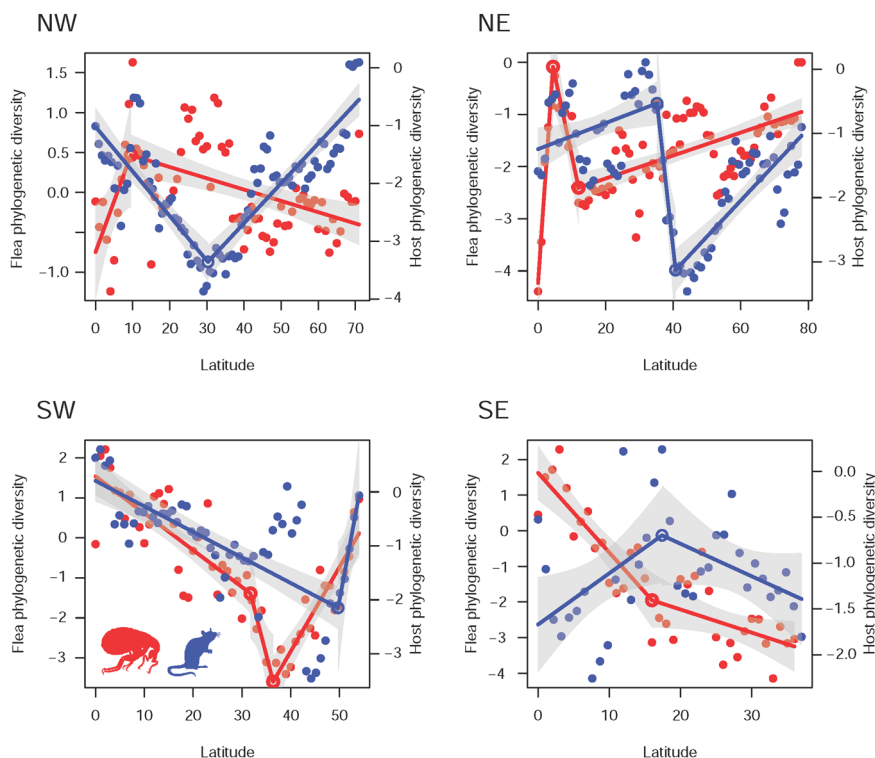 NW
1.5
1.0
0.5
0.0
−1.0
0
−1
−2
−3
−4
0 10 20 30 40 50 60 70
Flea phylogenetic diversity
Host phylogenetic diversity
Latitude
NE
0
−1
−2
−3
−4
0
−1
−2
−3
0 20 40 60 80
Flea phylogenetic diversity
Host phylogenetic diversity
Latitude
SW
2
1
0
−1
−2
−3
0
−1
−2
−3
0 10 20 30 40 50
Flea phylogenetic diversity
Host phylogenetic diversity
Latitude
SE
2
1
0
−1
−2
−3
−4
0.0
−0.5
−1.0
−1.5
−2.0
0 10 20 30
Flea phylogenetic diversity
Host phylogenetic diversity
Latitude